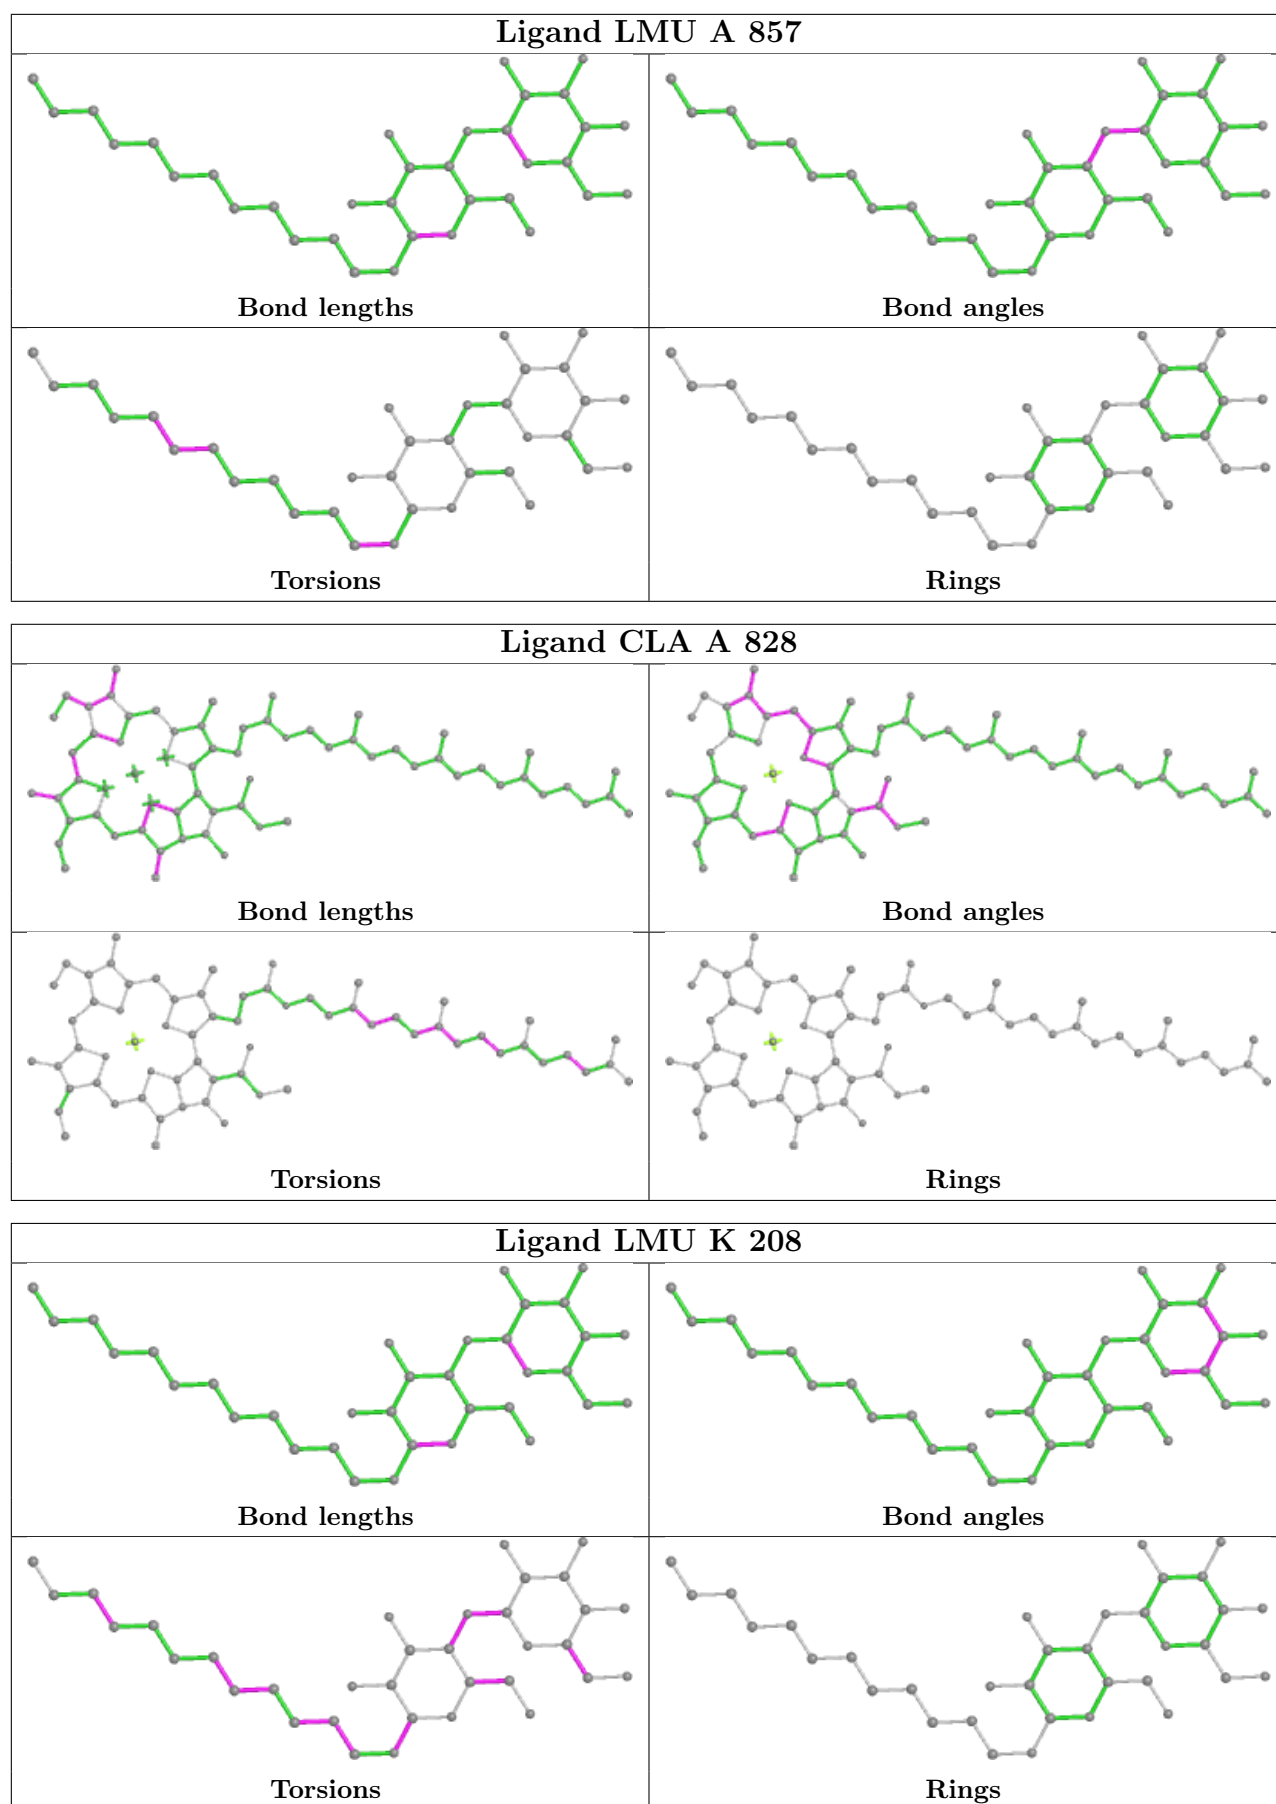 Ligand LMU A 857
Bond lengths
Bond angles
Torsions
Rings
Ligand CLA A 828
Bond lengths
Bond angles
Torsions
Rings
Ligand LMU K 208
Bond lengths
Bond angles
Torsions
Rings